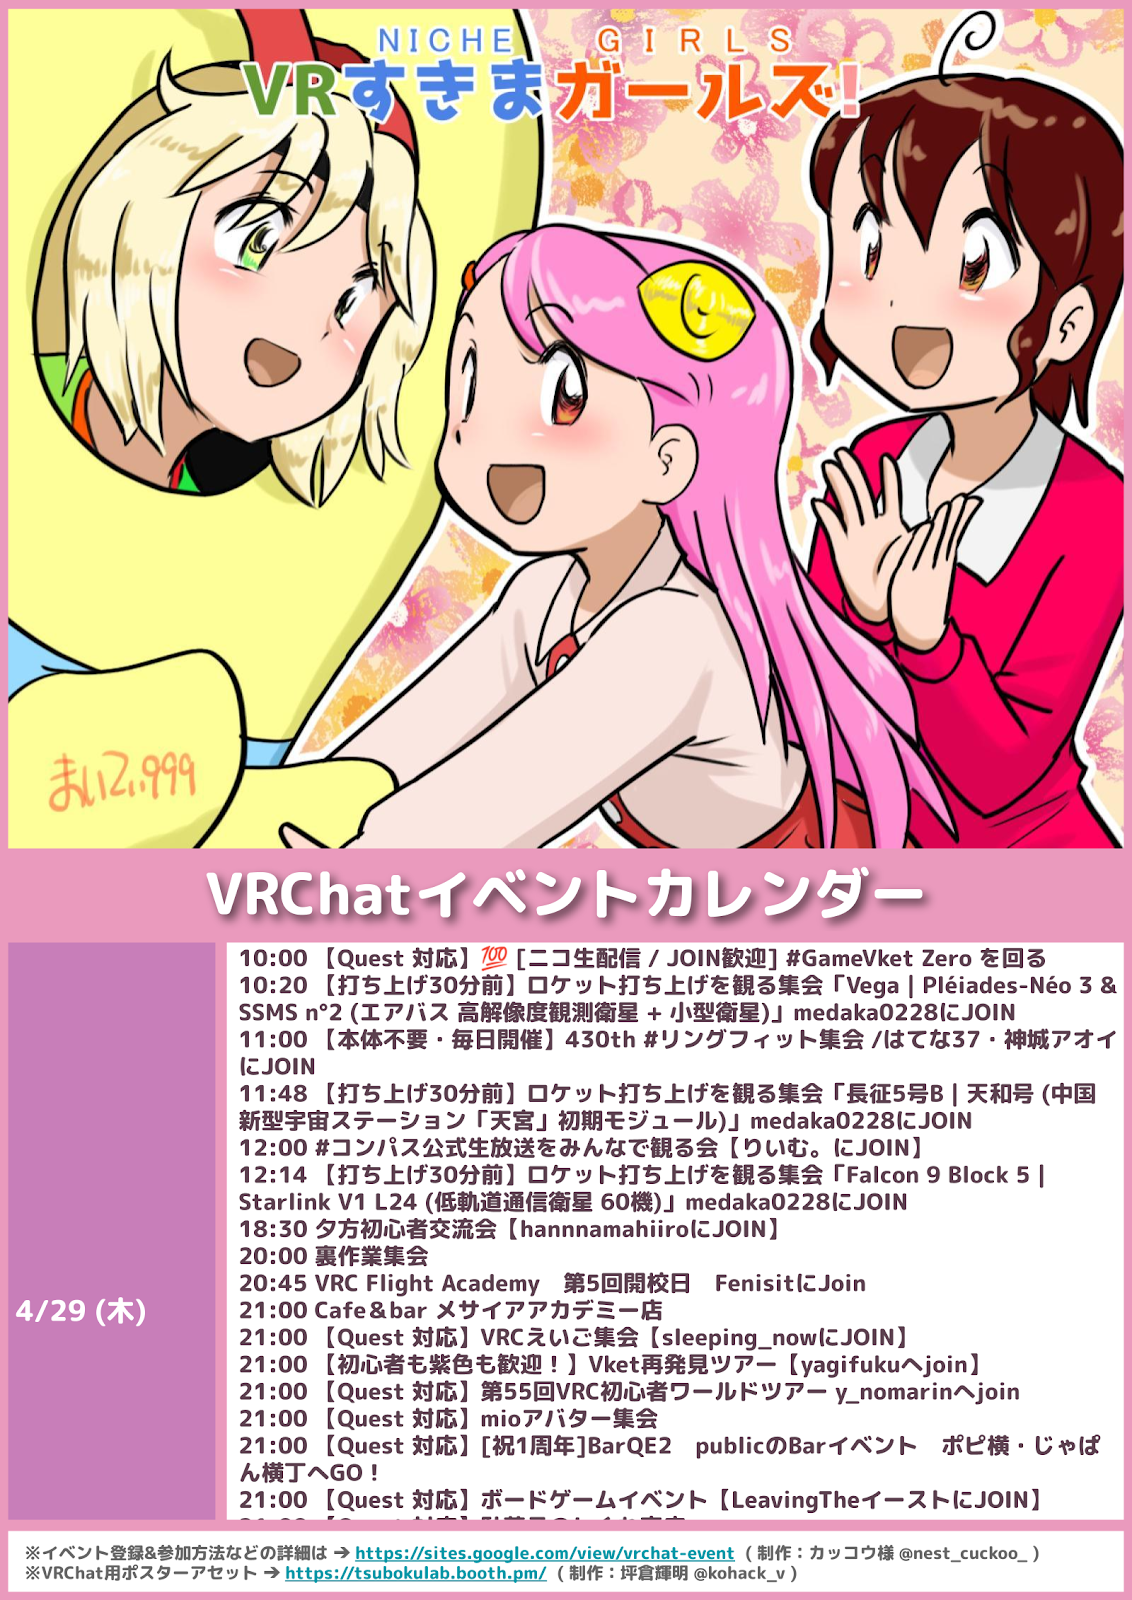 NICHE GIRLS
VRすきまガールズ!
まいてぃ999
VRChatイベントカレンダー
4/29 (木)
10:00 【Quest 対応】💯 [ニコ生配信 / JOIN歓迎] #GameVket Zero を回る
10:20 【打ち上げ30分前】ロケット打ち上げを観る集会「Vega | Pléiades-Néo 3 &
SSMS n°2 (エアバス 高解像度観測衛星 + 小型衛星)」medaka0228にJOIN
11:00 【本体不要・毎日開催】430th #リングフィット集会 /はてな37・神城アオイ
にJOIN
11:48 【打ち上げ30分前】ロケット打ち上げを観る集会「長征5号B | 天和号 (中国
新型宇宙ステーション「天宮」初期モジュール)」medaka0228にJOIN
12:00 #コンパス公式生放送をみんなで観る会【りいむ。にJOIN】
12:14 【打ち上げ30分前】ロケット打ち上げを観る集会「Falcon 9 Block 5 |
Starlink V1 L24 (低軌道通信衛星 60機)」medaka0228にJOIN
18:30 夕方初心者交流会【hannnamahiiroにJOIN】
20:00 裏作業集会
20:45 VRC Flight Academy　第5回開校日　FenisitにJoin
21:00 Cafe＆bar メサイアアカデミー店
21:00 【Quest 対応】VRCえいご集会【sleeping_nowにJOIN】
21:00 【初心者も紫色も歓迎！】Vket再発見ツアー【yagifukuへjoin】
21:00 【Quest 対応】第55回VRC初心者ワールドツアー y_nomarinへjoin
21:00 【Quest 対応】mioアバター集会
21:00 【Quest 対応】[祝1周年]BarQE2　publicのBarイベント　ポピ横・じゃぱ
ん横丁へGO！
21:00 【Quest 対応】ボードゲームイベント【LeavingTheイーストにJOIN】
※イベント登録&参加方法などの詳細は ➔ https://sites.google.com/view/vrchat-event ( 制作：カッコウ様 @nest_cuckoo_ )
※VRChat用ポスターアセット ➔ https://tsubokulab.booth.pm/ ( 制作：坪倉輝明 @kohack_v )